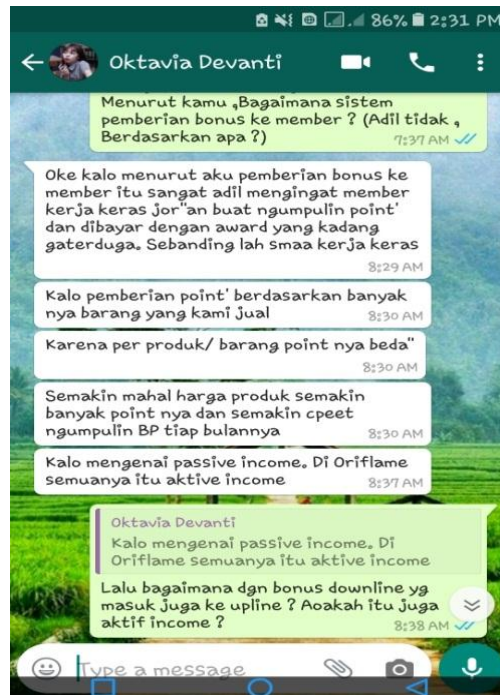 86% 2:31 PM
Oktavia Devanti
Menurut kamu ,Bagaimana sistem
pemberian bonus ke member ? (Adil tidak ,
Berdasarkan apa ?)
7:37 AM
Oke kalo menurut aku pemberian bonus ke
member itu sangat adil mengingat member
kerja keras jor"an buat ngumpulin point'
dan dibayar dengan award yang kadang
gaterduga. Sebanding lah smaa kerja keras
8:29 AM
Kalo pemberian point' berdasarkan banyak
nya barang yang kami jual
8:30 AM
Karena per produk/ barang point nya beda"
8:30 AM
Semakin mahal harga produk semakin
banyak point nya dan semakin cpeet
ngumpulin BP tiap bulannya
8:30 AM
Kalo mengenai passive income. Di Oriflame
semuanya itu aktive income
8:37 AM
Oktavia Devanti
Kalo mengenai passive income. Di
Oriflame semuanya itu aktive income
Lalu bagaimana dgn bonus downline yg
masuk juga ke upline ? Aoakah itu juga
aktif income ?
8:38 AM
Type a message